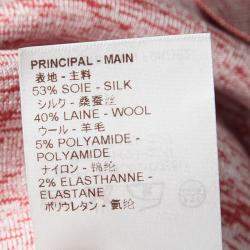 PRINCIPAL - MAIN
表地 - 主料
53% SOIE - SILK
シルク - 桑蚕丝
40% LAINE - WOOL
ウール - 羊毛
5% POLYAMIDE -
POLYAMIDE
ナイロン - 锦纶
2% ELASTHANNE -
ELASTANE
ポリウレタン - 氨纶